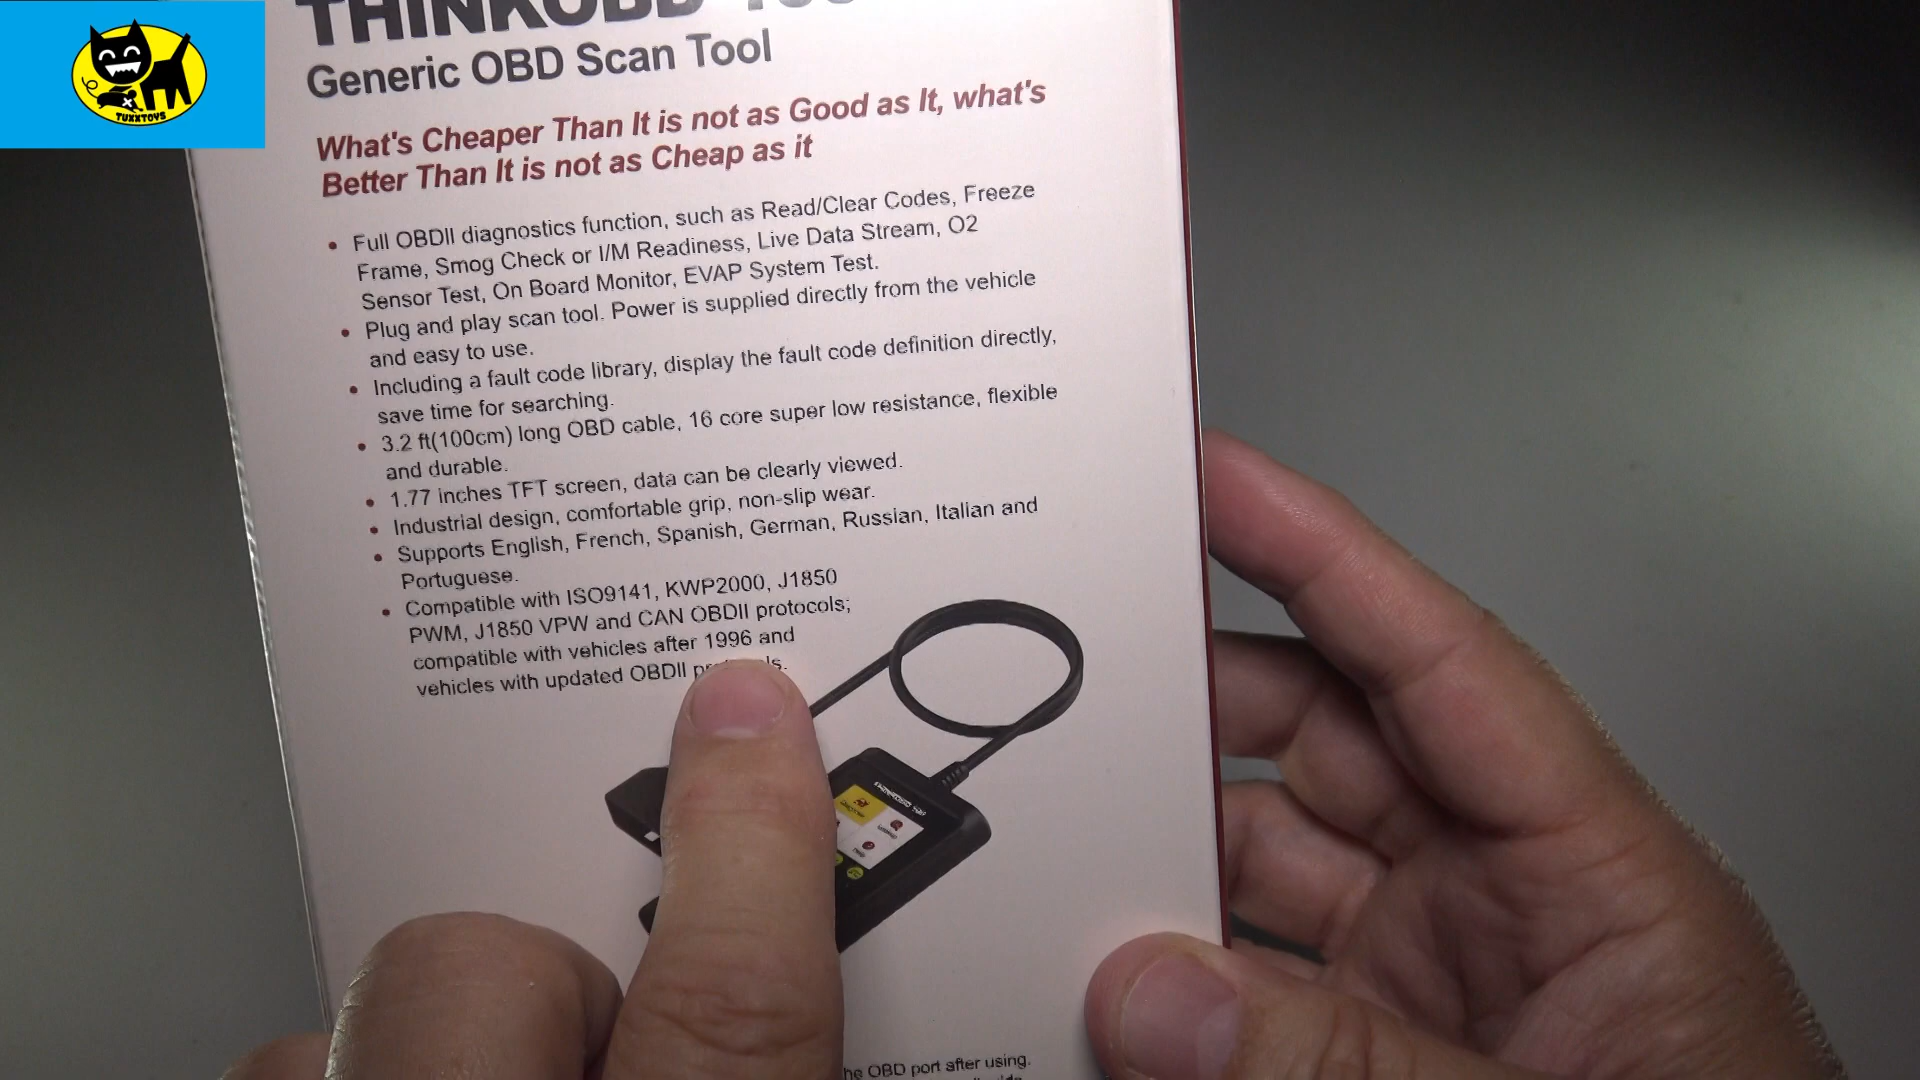 TUXXTOYS
THINKOBD
Generic OBD Scan Tool
What's Cheaper Than It is not as Good as It, what's
Better Than It is not as Cheap as it
• Full OBDII diagnostics function, such as Read/Clear Codes, Freeze
Frame, Smog Check or I/M Readiness, Live Data Stream, O2
Sensor Test, On Board Monitor, EVAP System Test.
• Plug and play scan tool. Power is supplied directly from the vehicle
and easy to use.
• Including a fault code library, display the fault code definition directly,
save time for searching.
• 3.2 ft(100cm) long OBD cable, 16 core super low resistance, flexible
and durable.
• 1.77 inches TFT screen, data can be clearly viewed.
• Industrial design, comfortable grip, non-slip wear.
• Supports English, French, Spanish, German, Russian, Italian and
Portuguese.
• Compatible with ISO9141, KWP2000, J1850
PWM, J1850 VPW and CAN OBDII protocols;
compatible with vehicles after 1996 and
vehicles with updated OBDII
OBD port after using.